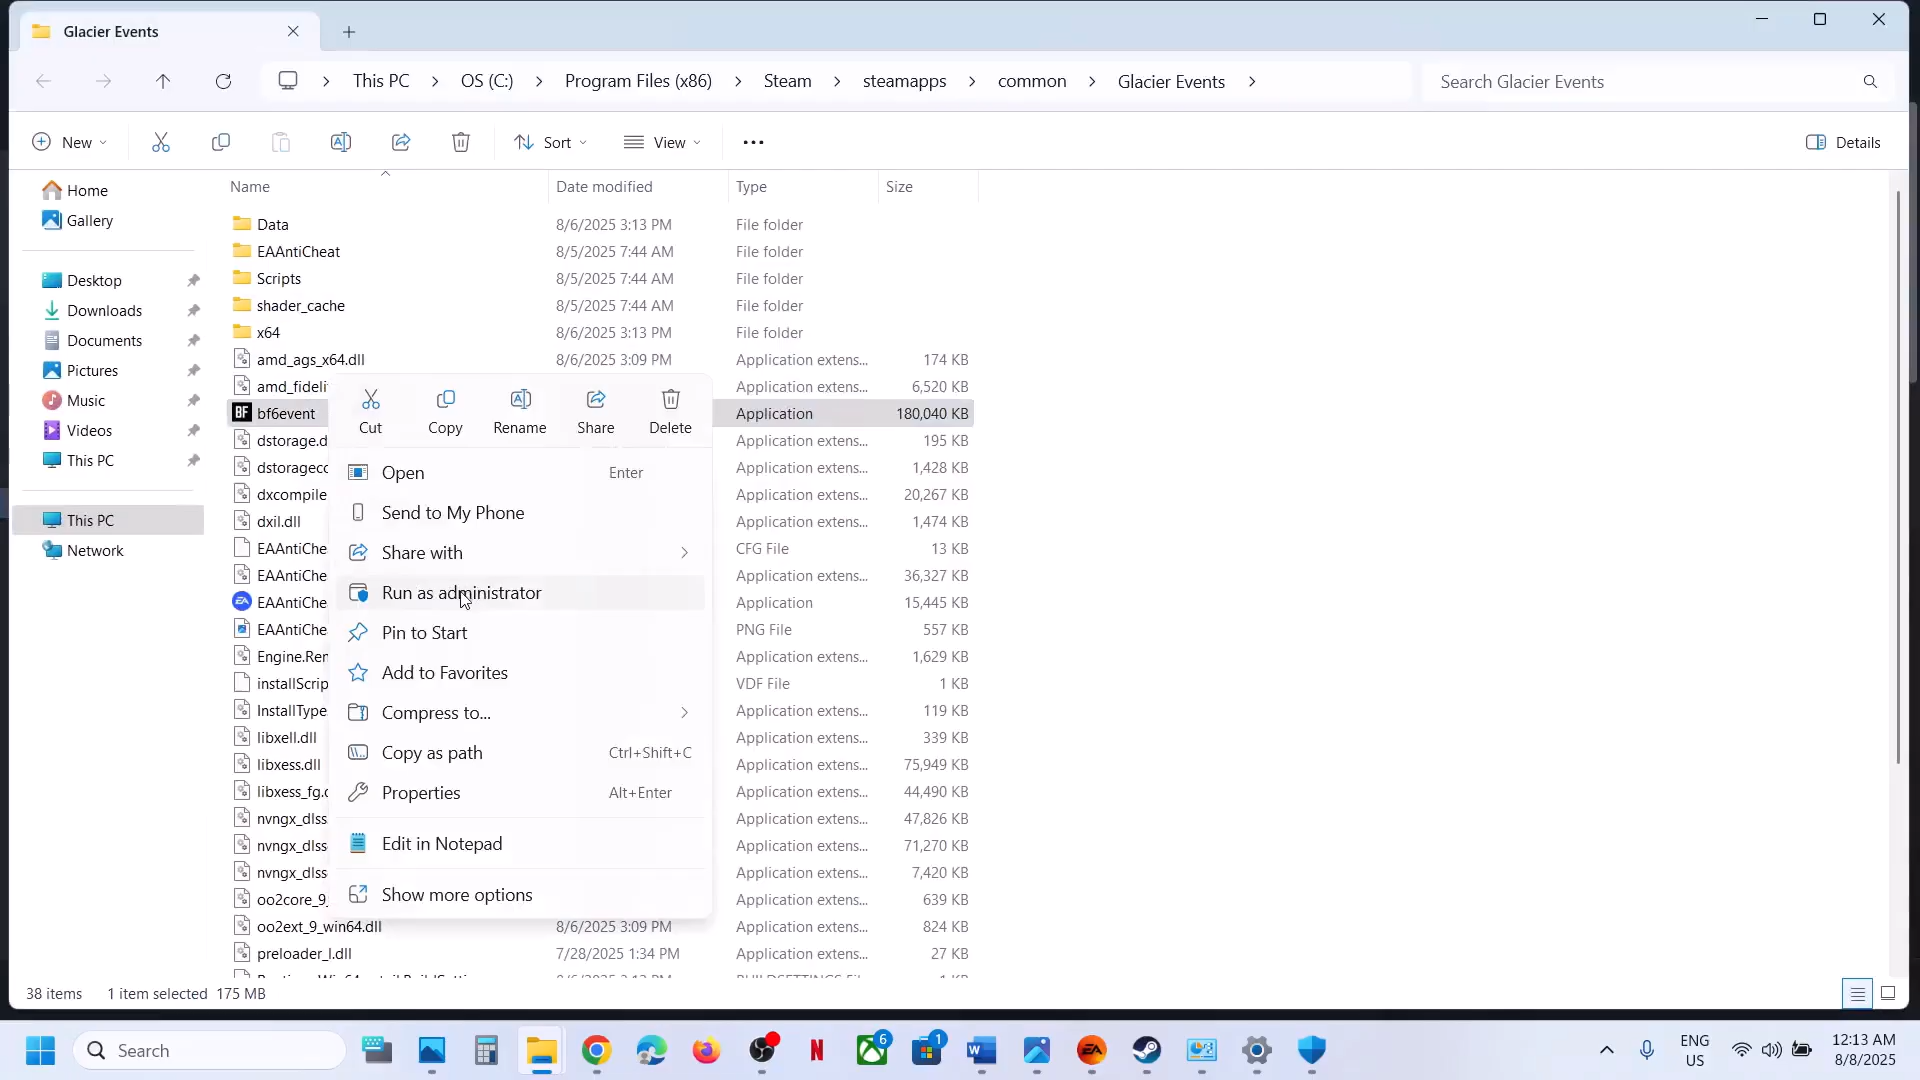 Glacier Events
This PC > OS (C:) > Program Files (x86) > Steam > steamapps > common > Glacier Events >
Search Glacier Events
New
Sort
View
Details
Home
Gallery
Desktop
Downloads
Documents
Pictures
Music
Videos
This PC
This PC
Network
Name Date modified Type Size
Data 8/6/2025 3:13 PM File folder
EAAntiCheat 8/5/2025 7:44 AM File folder
Scripts 8/5/2025 7:44 AM File folder
shader_cache 8/5/2025 7:44 AM File folder
x64 8/6/2025 3:13 PM File folder
amd_ags_x64.dll 8/6/2025 3:09 PM Application extens... 174 KB
amd_fideli Application extens... 6,520 KB
BF bf6event Application 180,040 KB
dstorage.d Application extens... 195 KB
dstoragecc Application extens... 1,428 KB
dxcompile Application extens... 20,267 KB
dxil.dll Application extens... 1,474 KB
EAAntiChe CFG File 13 KB
EAAntiChe Application extens... 36,327 KB
EA EAAntiChe Application 15,445 KB
EAAntiChe PNG File 557 KB
Engine.Ren Application extens... 1,629 KB
installScrip VDF File 1 KB
InstallType Application extens... 119 KB
libxell.dll Application extens... 339 KB
libxess.dll Application extens... 75,949 KB
libxess_fg.c Application extens... 44,490 KB
nvngx_dlss Application extens... 47,826 KB
nvngx_dlss Application extens... 71,270 KB
nvngx_dlss Application extens... 7,420 KB
oo2core_9_ Application extens... 639 KB
oo2ext_9_win64.dll 8/6/2025 3:09 PM Application extens... 824 KB
preloader_l.dll 7/28/2025 1:34 PM Application extens... 27 KB
Cut
Copy
Rename
Share
Delete
Open Enter
Send to My Phone
Share with
Run as administrator
Pin to Start
Add to Favorites
Compress to...
Copy as path Ctrl+Shift+C
Properties Alt+Enter
Edit in Notepad
Show more options
38 items 1 item selected 175 MB
Search
6
1
EA
ENG
US
12:13 AM
8/8/2025